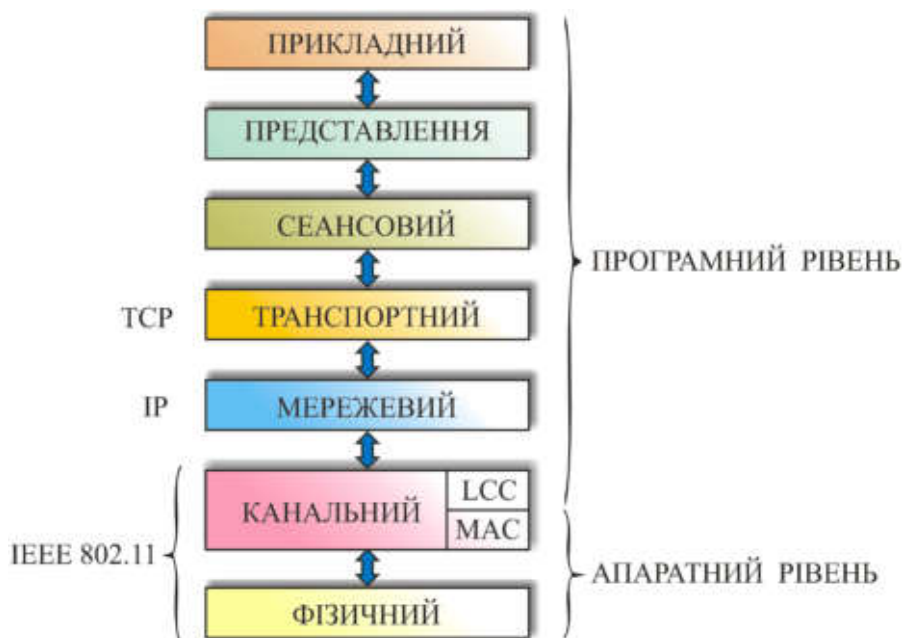 ПРИКЛАДНИЙ
ПРЕДСТАВЛЕННЯ
СЕАНСОВИЙ
ПРОГРАМНИЙ РІВЕНЬ
TCP
ТРАНСПОРТНИЙ
IP
МЕРЕЖЕВИЙ
КАНАЛЬНИЙ
LCC
MAC
IEEE 802.11
АПАРАТНИЙ РІВЕНЬ
ФІЗИЧНИЙ